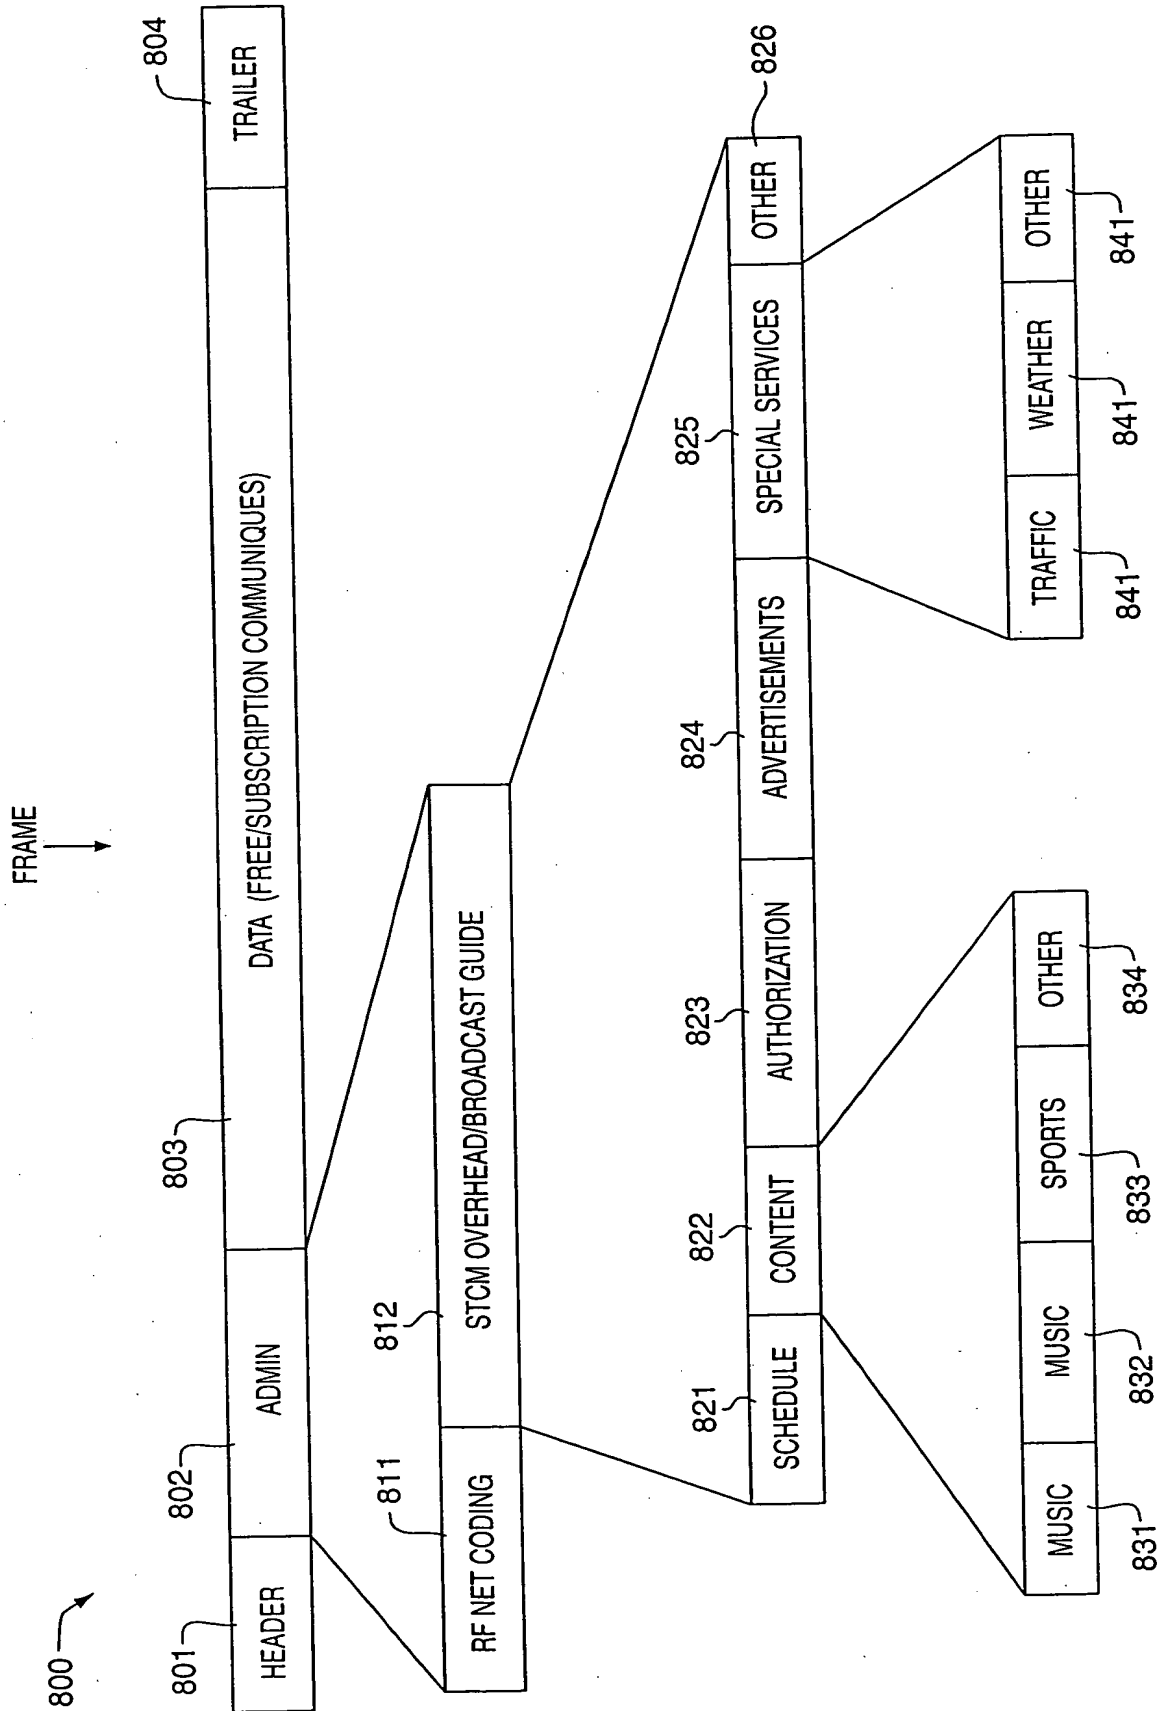 FRAME
800
801
802
803
804
HEADER
ADMIN
DATA (FREE/SUBSCRIPTION COMMUNIQUES)
TRAILER
811
812
RF NET CODING
STCM OVERHEAD/BROADCAST GUIDE
821
822
823
824
825
826
SCHEDULE
CONTENT
AUTHORIZATION
ADVERTISEMENTS
SPECIAL SERVICES
OTHER
MUSIC
MUSIC
SPORTS
OTHER
831
832
833
834
TRAFFIC
WEATHER
OTHER
841
841
841